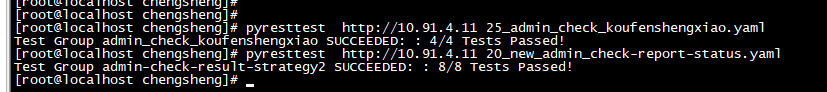 [root@localhost chengsheng]#
[root@localhost chengsheng]#
[root@localhost chengsheng]# pyresttest  http://10.91.4.11 25_admin_check_koufenshengxiao.yaml
Test Group admin_check_koufenshengxiao SUCCEEDED: : 4/4 Tests Passed!
[root@localhost chengsheng]# pyresttest  http://10.91.4.11 20_new_admin_check-report-status.yaml
Test Group admin-check-result-strategy2 SUCCEEDED: : 8/8 Tests Passed!
[root@localhost chengsheng]#